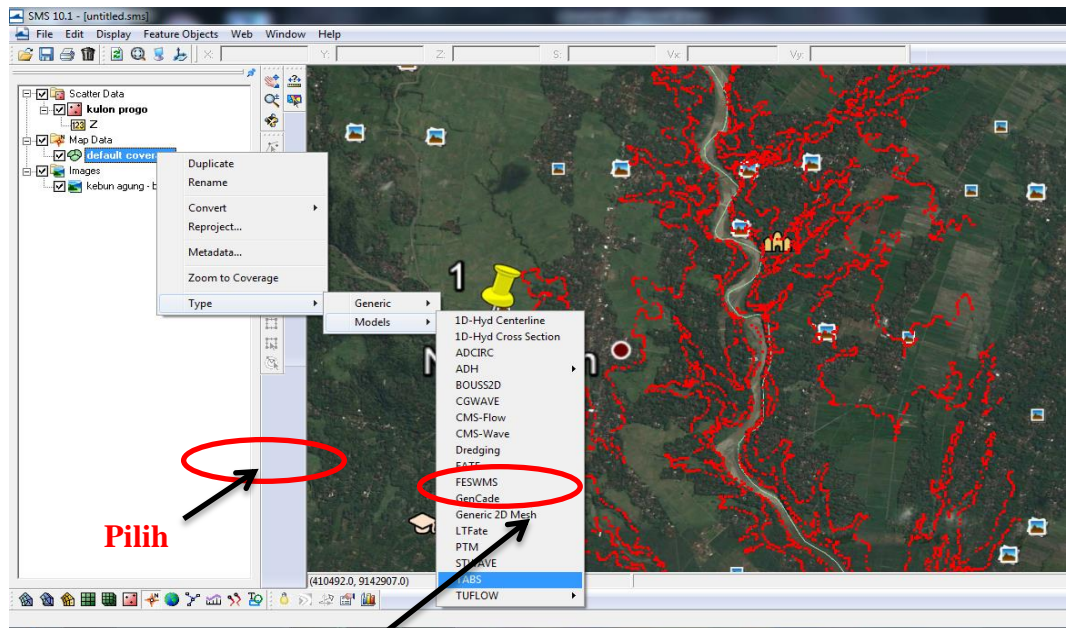 SMS 10.1 - [untitled.sms]
File Edit Display Feature Objects Web Window Help
X: Y: Z: S: Vx: Vy:
Scatter Data
kulon progo
123 Z
Map Data
default cover
Images
kebun agung - b
Duplicate
Rename
Convert
Reproject...
Metadata...
Zoom to Coverage
Type
Generic
Models
1D-Hyd Centerline
1D-Hyd Cross Section
ADCIRC
ADH
BOUSS2D
CGWAVE
CMS-Flow
CMS-Wave
Dredging
FESWMS
GenCade
Generic 2D Mesh
LTFate
PTM
STWAVE
TABS
TUFLOW
1
N
n
Pilih
(410492.0, 9142907.0)